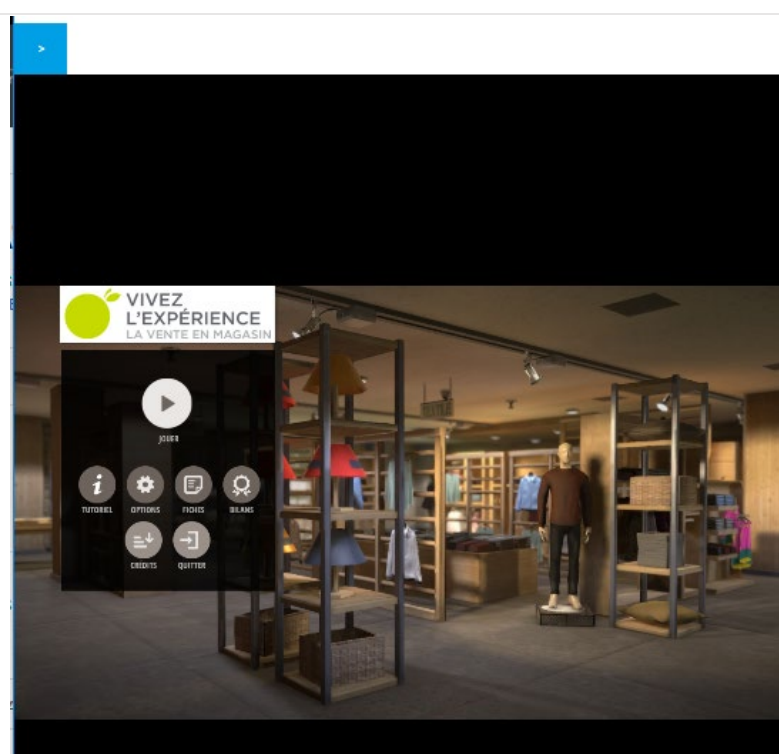 >
VIVEZ
L'EXPÉRIENCE
LA VENTE EN MAGASIN
JOUER
TUTORIEL OPTIONS FICHES BILANS
CRÉDITS QUITTER